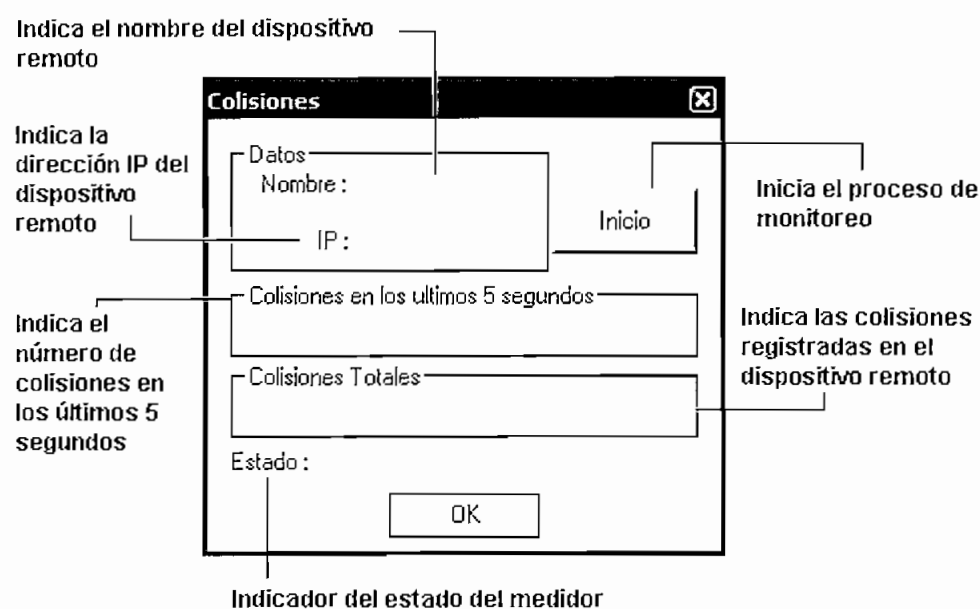 Indica el nombre del dispositivo
remoto
Colisiones
Indica la
dirección IP del
dispositivo
remoto
Datos
Nombre :
IP :
Inicio
Inicia el proceso de
monitoreo
Colisiones en los ultimos 5 segundos
Indica el
número de
colisiones en
los últimos 5
segundos
Indica las colisiones
registradas en el
dispositivo remoto
Colisiones Totales
Estado :
OK
Indicador del estado del medidor